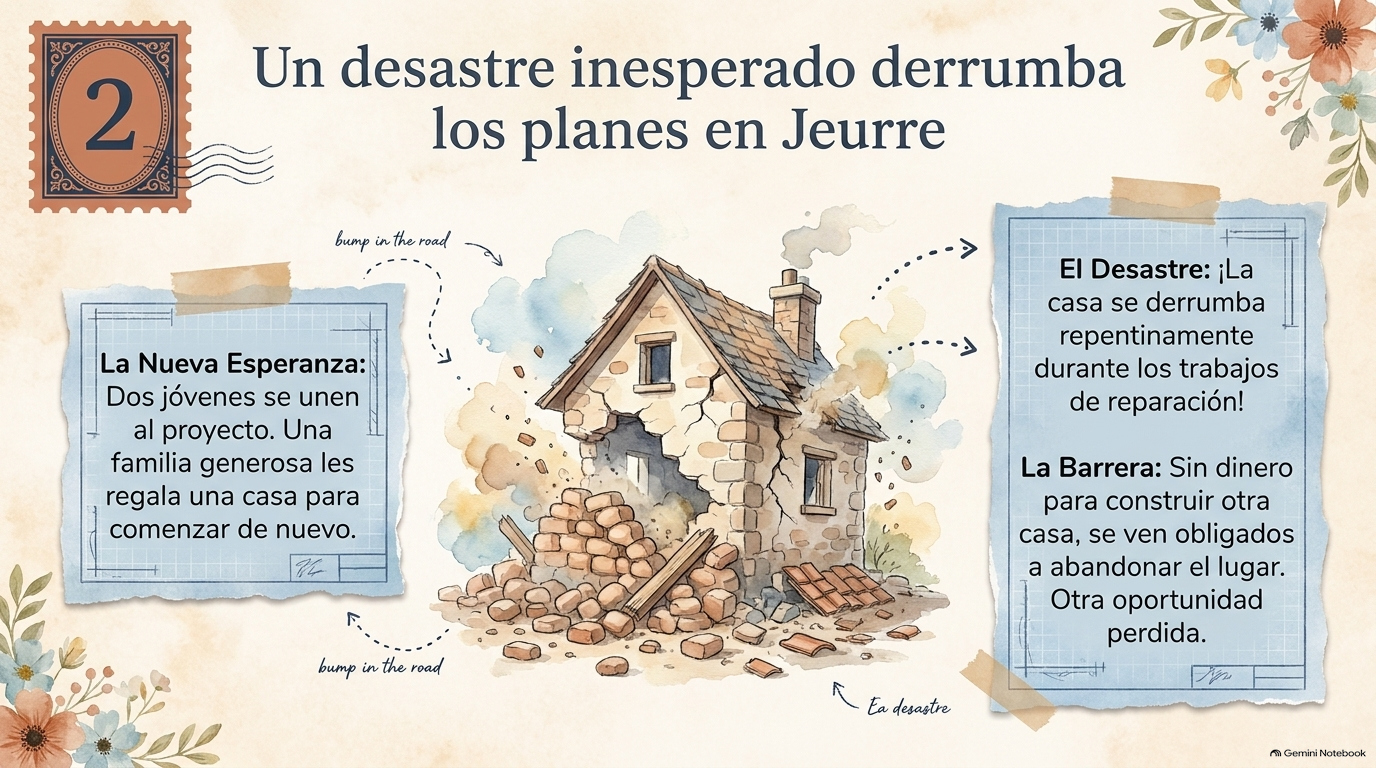 2
Un desastre inesperado derrumba
los planes en Jeurre
bump in the road
La Nueva Esperanza:
Dos jóvenes se unen
al proyecto. Una
familia generosa les
regala una casa para
comenzar de nuevo.
bump in the road
El Desastre: ¡La
casa se derrumba
repentinamente
durante los trabajos
de reparación!
La Barrera: Sin dinero
para construir otra
casa, se ven obligados
a abandonar el lugar.
Otra oportunidad
perdida.
Ea desastre
Gemini Notebook